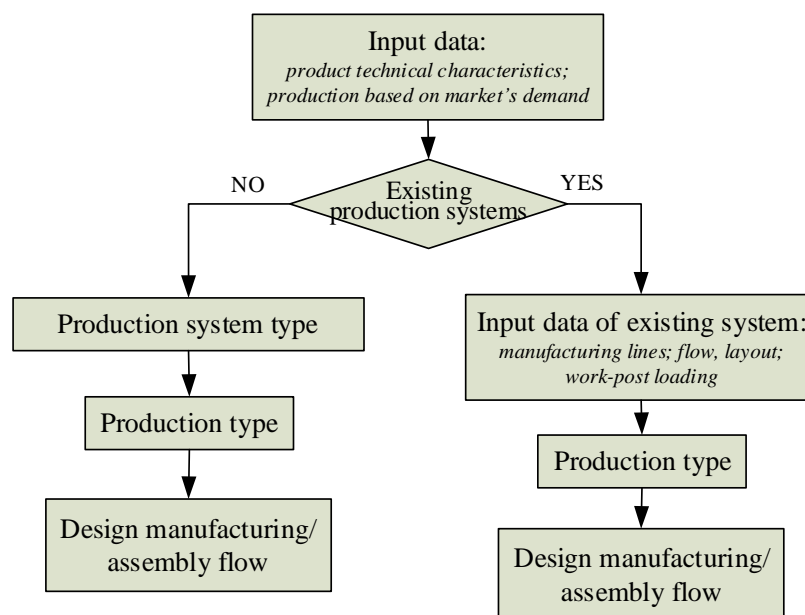 Input data:
product technical characteristics;
production based on market's demand
NO
YES
Existing
production systems
Production system type
Input data of existing system:
manufacturing lines; flow, layout;
work-post loading
Production type
Production type
Design manufacturing/
assembly flow
Design manufacturing/
assembly flow